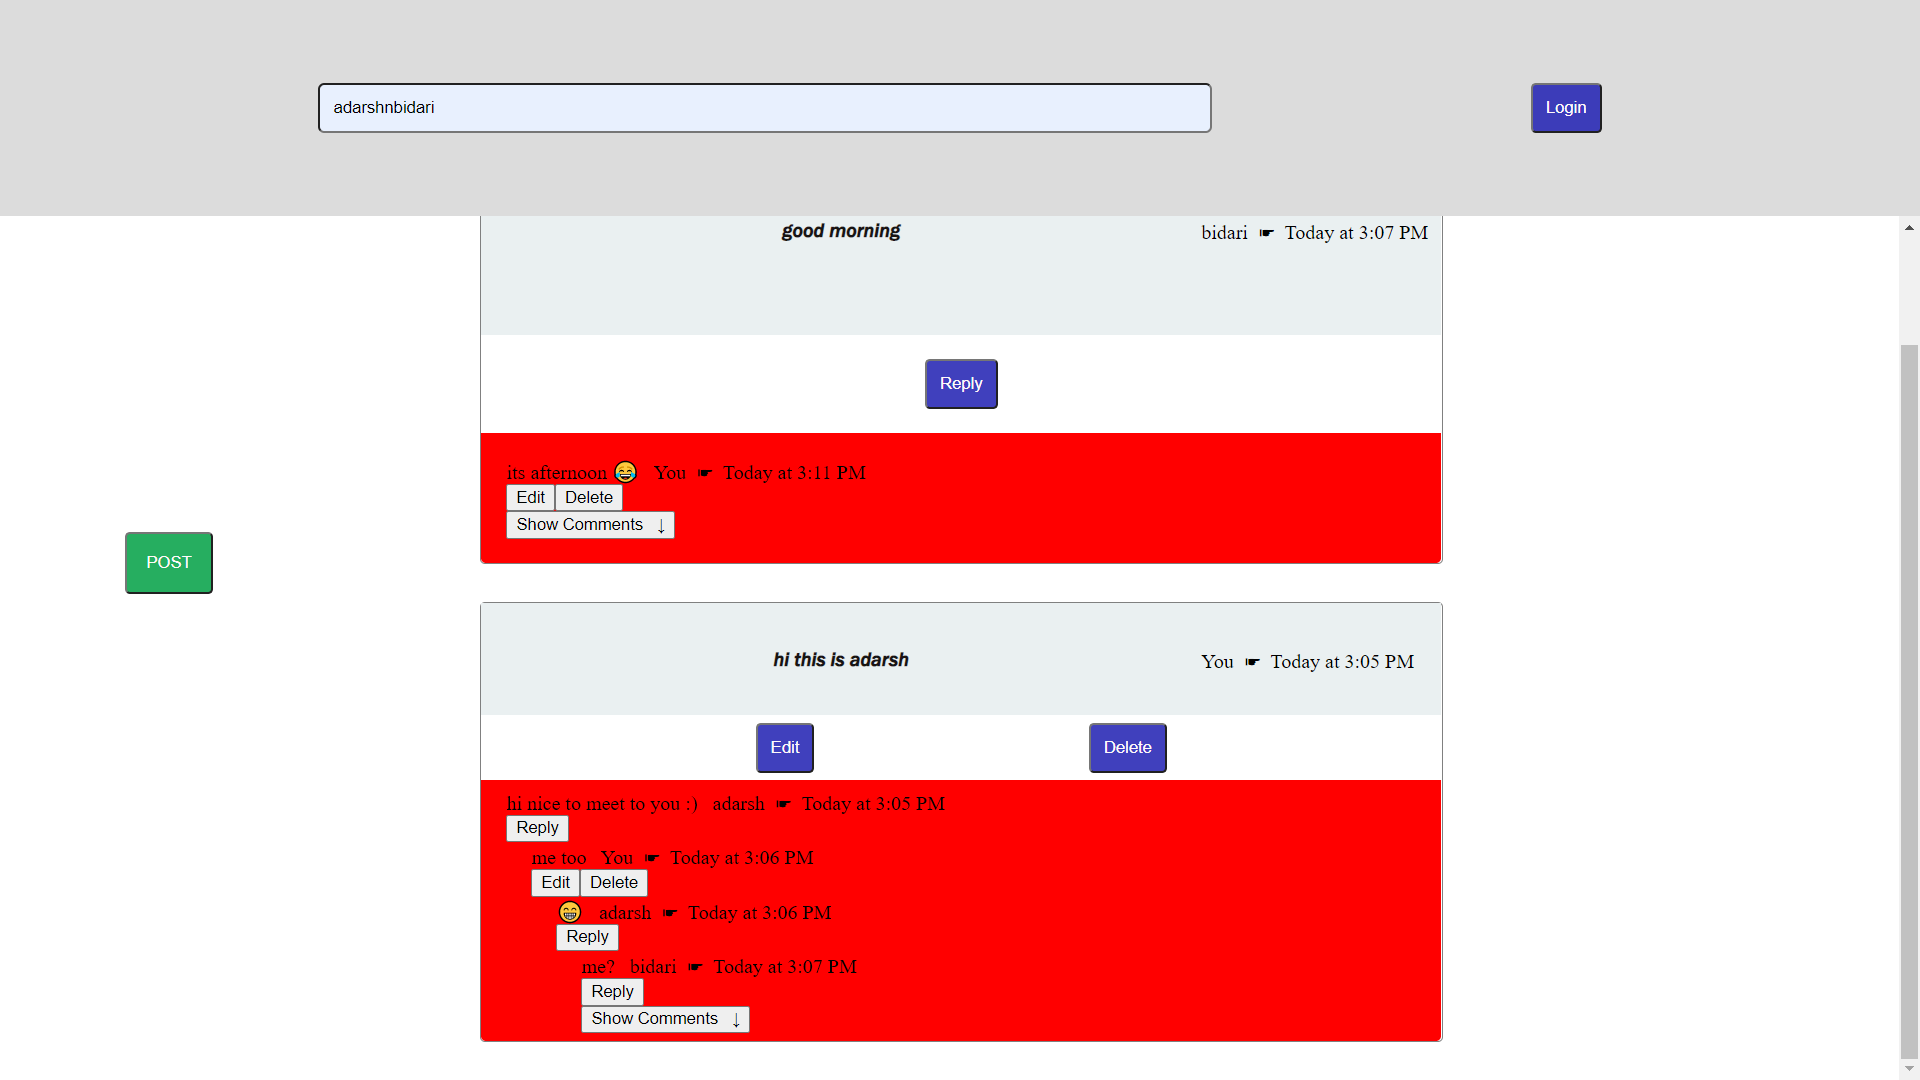 adarshnbidari
Login
good morning bidari ☛ Today at 3:07 PM
Reply
its afternoon 😂 You ☛ Today at 3:11 PM
Edit Delete
Show Comments ↓
POST
hi this is adarsh You ☛ Today at 3:05 PM
Edit Delete
hi nice to meet to you :) adarsh ☛ Today at 3:05 PM
Reply
me too You ☛ Today at 3:06 PM
Edit Delete
😁 adarsh ☛ Today at 3:06 PM
Reply
me? bidari ☛ Today at 3:07 PM
Reply
Show Comments ↓